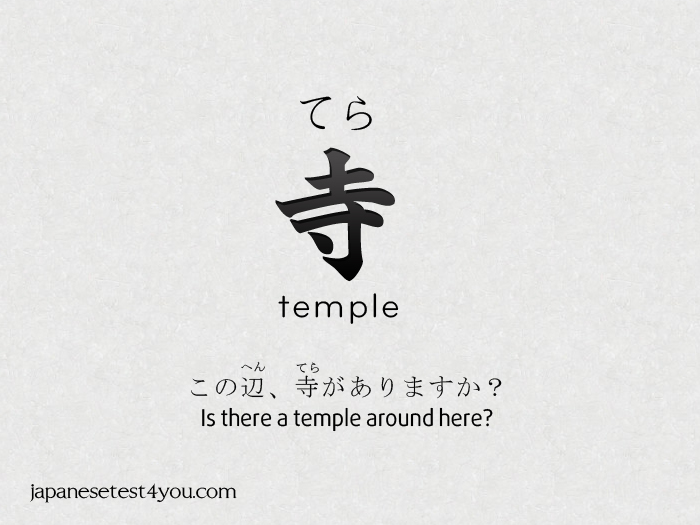 てら
寺
temple
へん てら
この辺、寺がありますか？
Is there a temple around here?
japanesetest4you.com